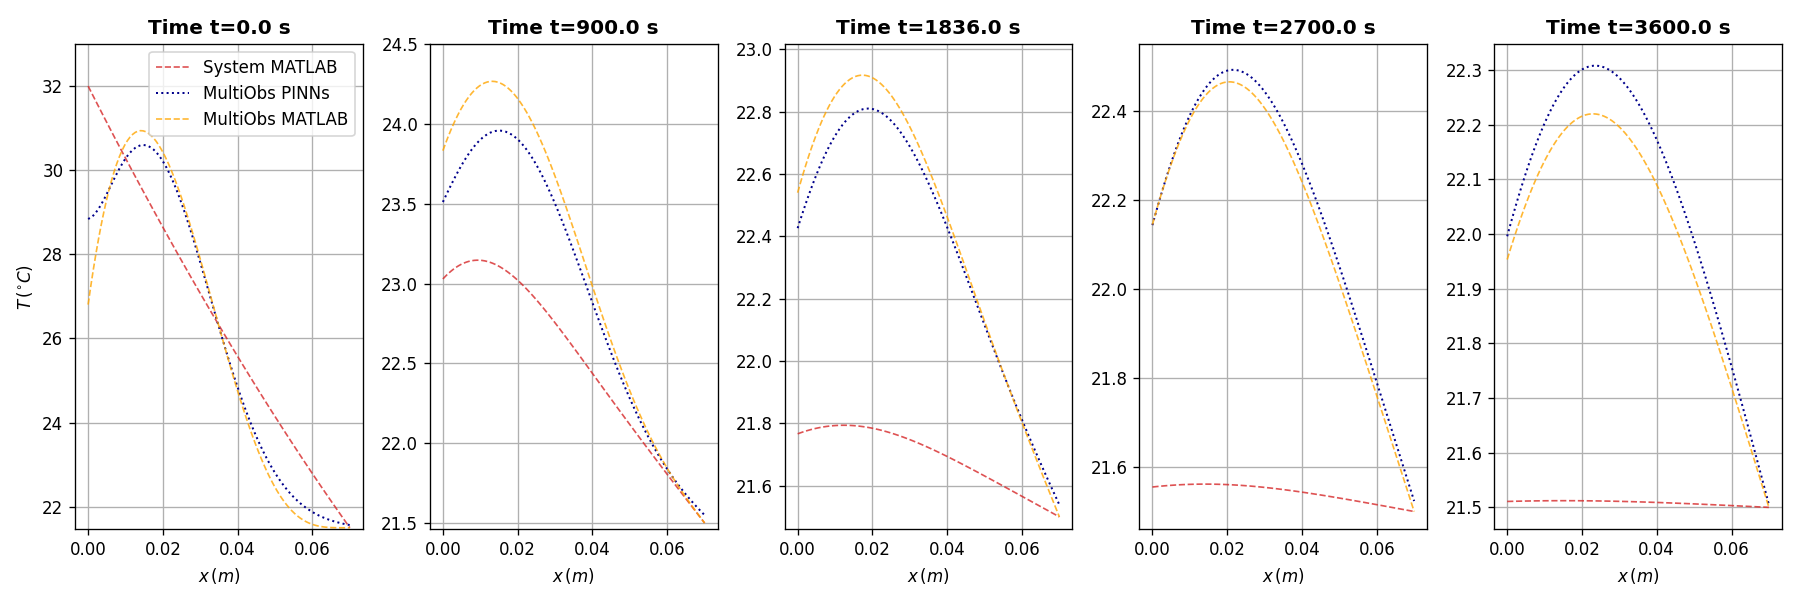 Time t=0.0 s
Time t=900.0 s
Time t=1836.0 s
Time t=2700.0 s
Time t=3600.0 s
System MATLAB
MultiObs PINNs
MultiObs MATLAB
T (°C)
32
30
28
26
24
22
0.00 0.02 0.04 0.06
x (m)
24.5
24.0
23.5
23.0
22.5
22.0
21.5
0.00 0.02 0.04 0.06
x (m)
23.0
22.8
22.6
22.4
22.2
22.0
21.8
21.6
0.00 0.02 0.04 0.06
x (m)
22.4
22.2
22.0
21.8
21.6
0.00 0.02 0.04 0.06
x (m)
22.3
22.2
22.1
22.0
21.9
21.8
21.7
21.6
21.5
0.00 0.02 0.04 0.06
x (m)